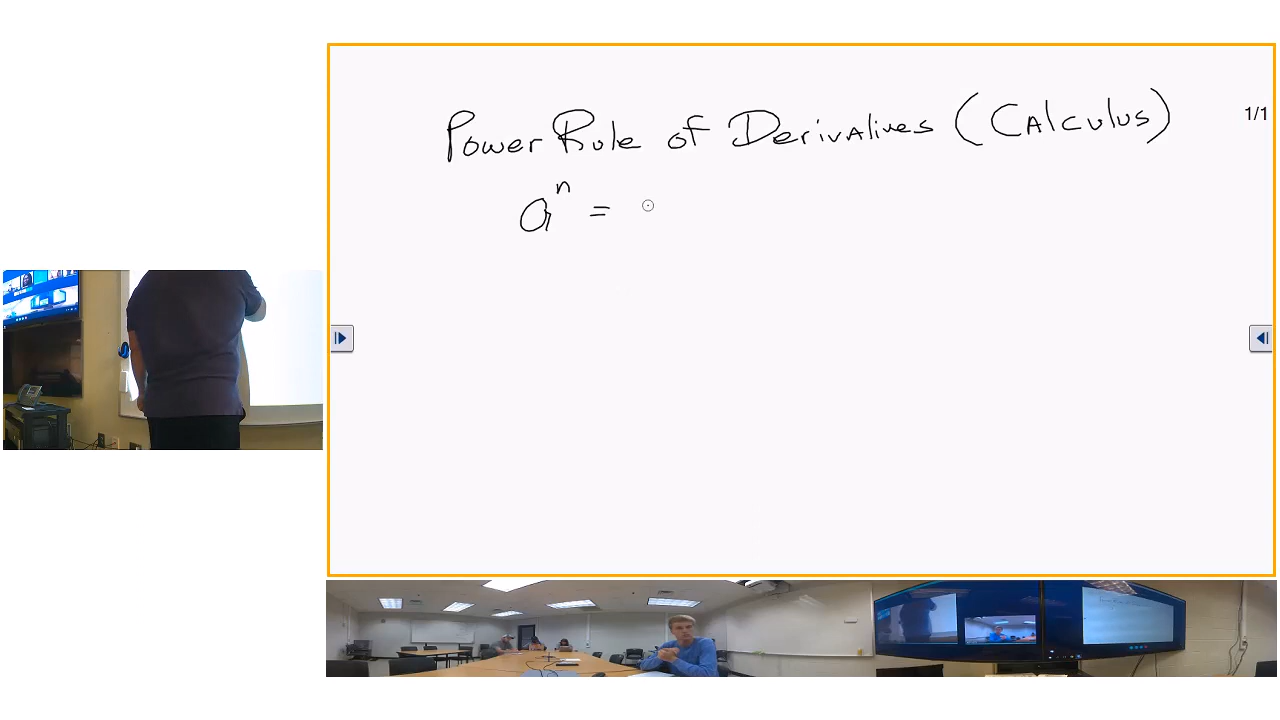 Power Rule of Derivatives (Calculus)
1/1
a^n =